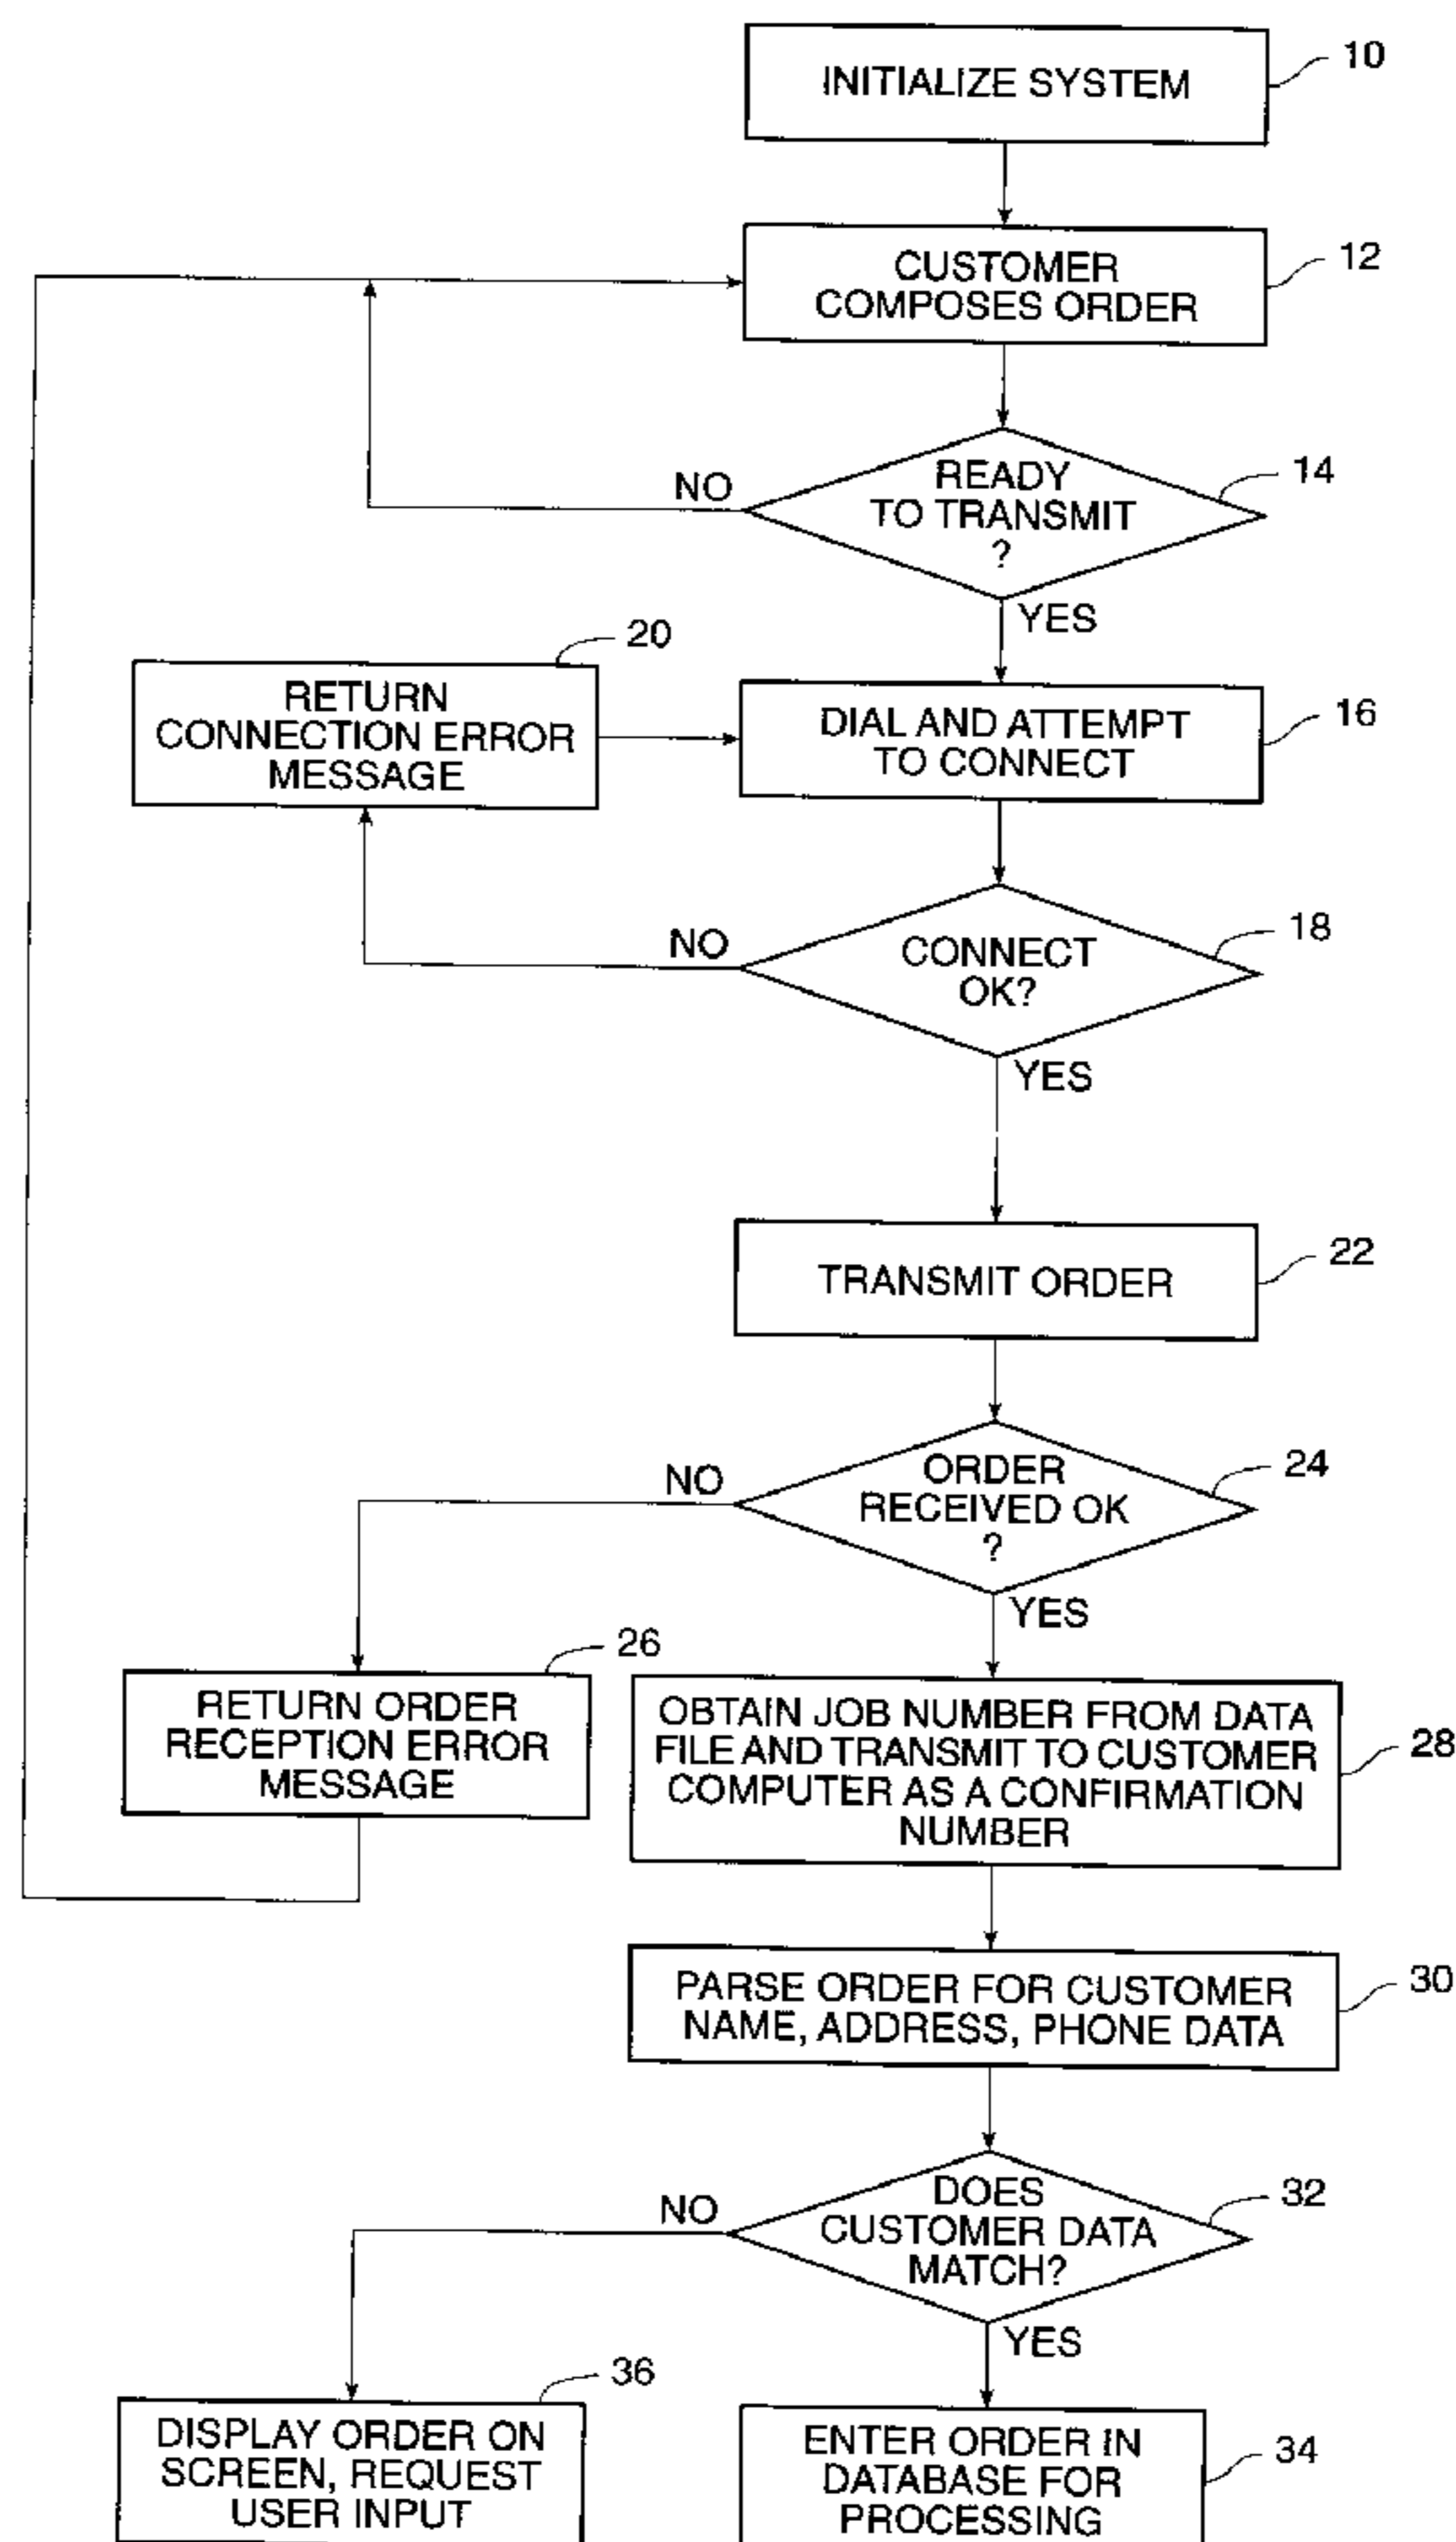 INITIALIZE SYSTEM
10
CUSTOMER
COMPOSES ORDER
12
READY
TO TRANSMIT
?
14
NO
YES
20
RETURN
CONNECTION ERROR
MESSAGE
DIAL AND ATTEMPT
TO CONNECT
16
CONNECT
OK?
18
NO
YES
TRANSMIT ORDER
22
ORDER
RECEIVED OK
?
24
NO
YES
26
RETURN ORDER
RECEPTION ERROR
MESSAGE
OBTAIN JOB NUMBER FROM DATA
FILE AND TRANSMIT TO CUSTOMER
COMPUTER AS A CONFIRMATION
NUMBER
28
PARSE ORDER FOR CUSTOMER
NAME, ADDRESS, PHONE DATA
30
DOES
CUSTOMER DATA
MATCH?
32
NO
YES
36
DISPLAY ORDER ON
SCREEN, REQUEST
USER INPUT
ENTER ORDER IN
DATABASE FOR
PROCESSING
34